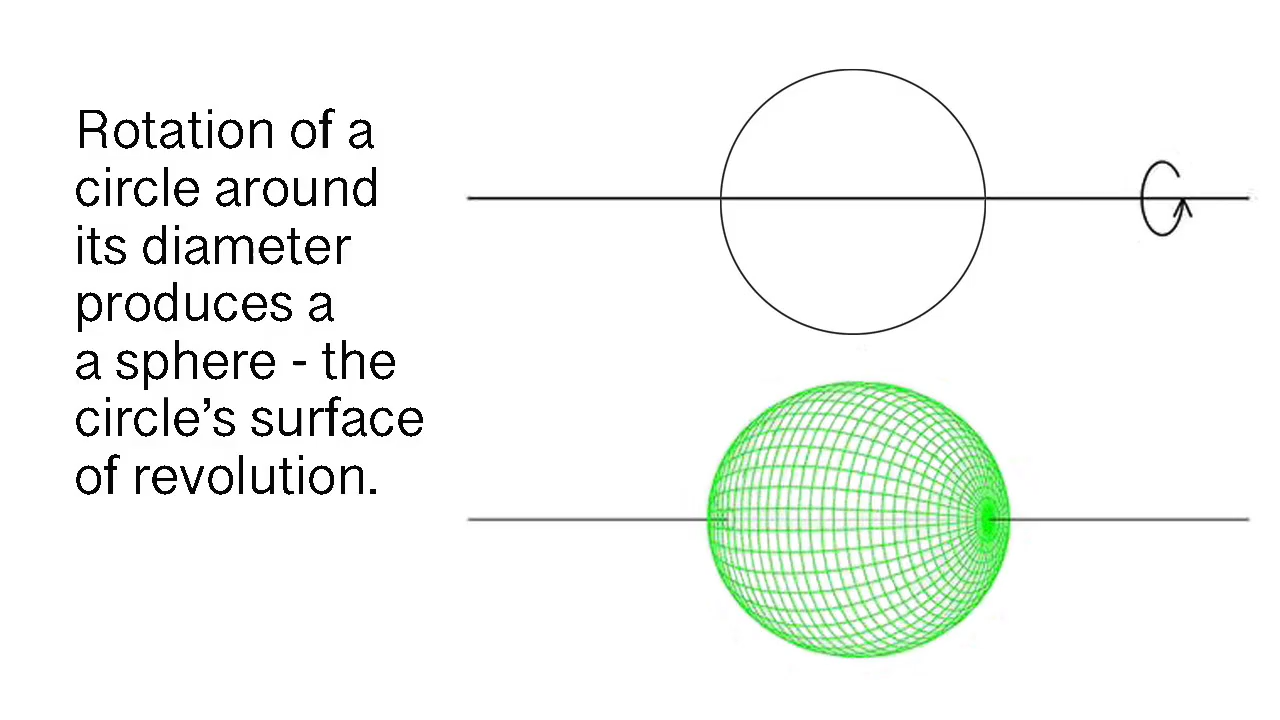 Rotation of a
circle around
its diameter
produces a
a sphere - the
circle’s surface
of revolution.